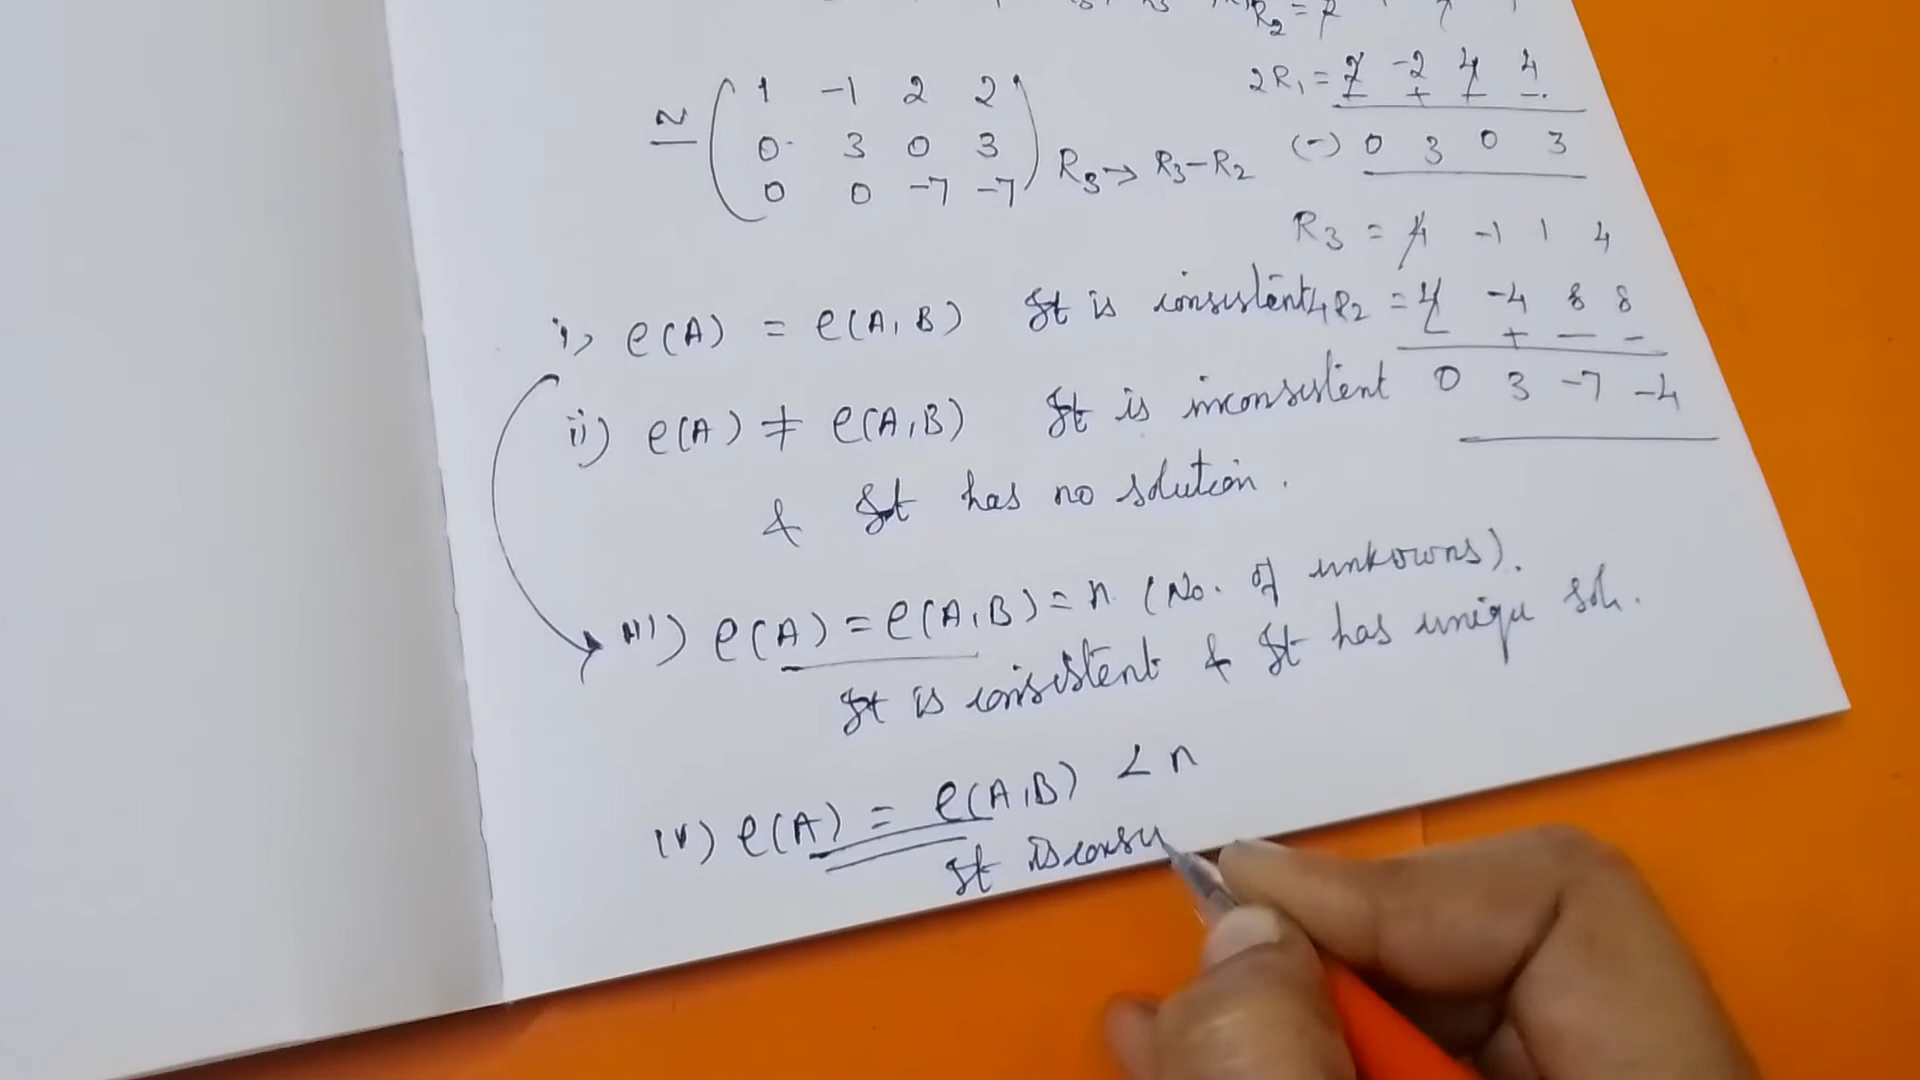 R₂ =
2R₁ = 2 -2 4 4
- + - -
(-) 0 3 0 3
~ ( 1 -1 2 2
0 3 0 3
0 0 -7 -7 ) R₃ → R₃-R₂
R₃ = 4 -1 1 4
4R₂ = 4 -4 8 8
- + - -
0 3 -7 -4
i) ρ(A) = ρ(A,B) It is consistent
ii) ρ(A) ≠ ρ(A,B) It is inconsistent
& It has no solution.
iii) ρ(A) = ρ(A,B) = n (No. of unkowns).
It is consistent & It has unique soln.
iv) ρ(A) = ρ(A,B) < n
It is consi